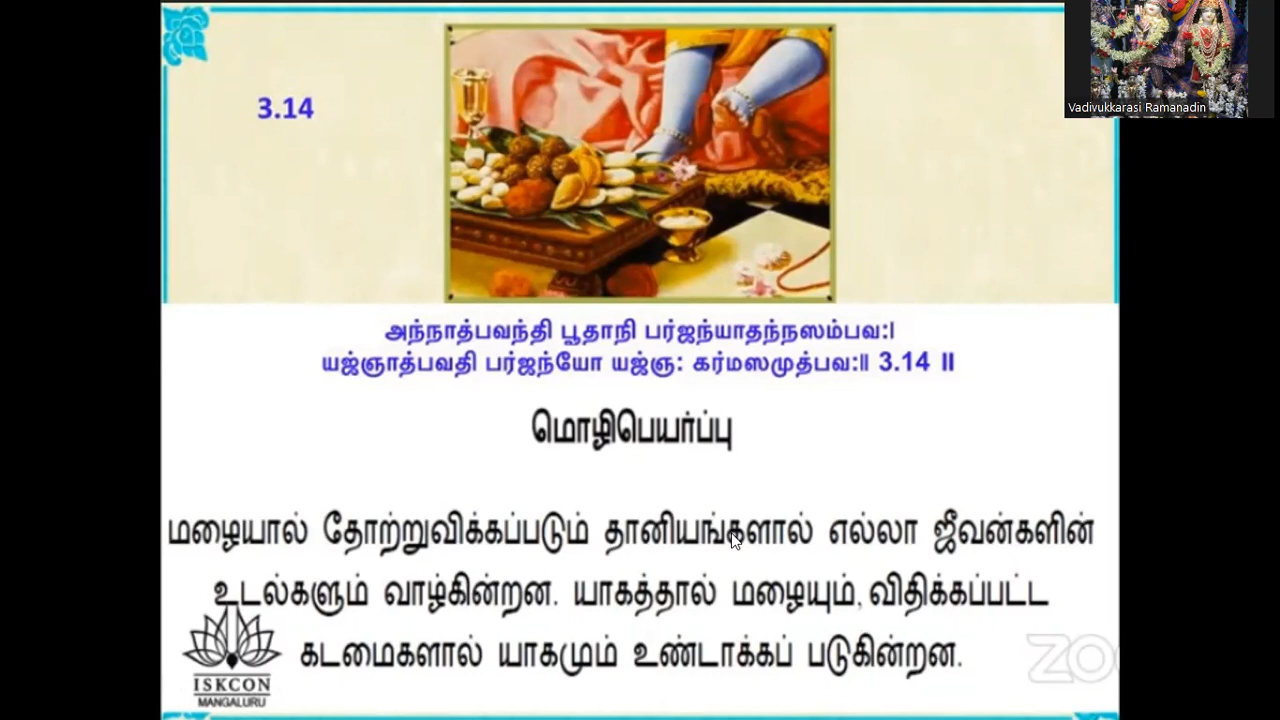 3.14
Vadivukkarasi Ramanadin
அந்நாத்பவந்தி பூதாநி பர்ஜந்யாதந்நஸம்பவ:।
யஜ்ஞாத்பவதி பர்ஜந்யோ யஜ்ஞ: கர்மஸமுத்பவ:॥ 3.14 ॥
மொழிபெயர்ப்பு
மழையால் தோற்றுவிக்கப்படும் தானியங்களால் எல்லா ஜீவன்களின்
உடல்களும் வாழ்கின்றன. யாகத்தால் மழையும், விதிக்கப்பட்ட
கடமைகளால் யாகமும் உண்டாக்கப் படுகின்றன.
ISKCON
MANGALURU